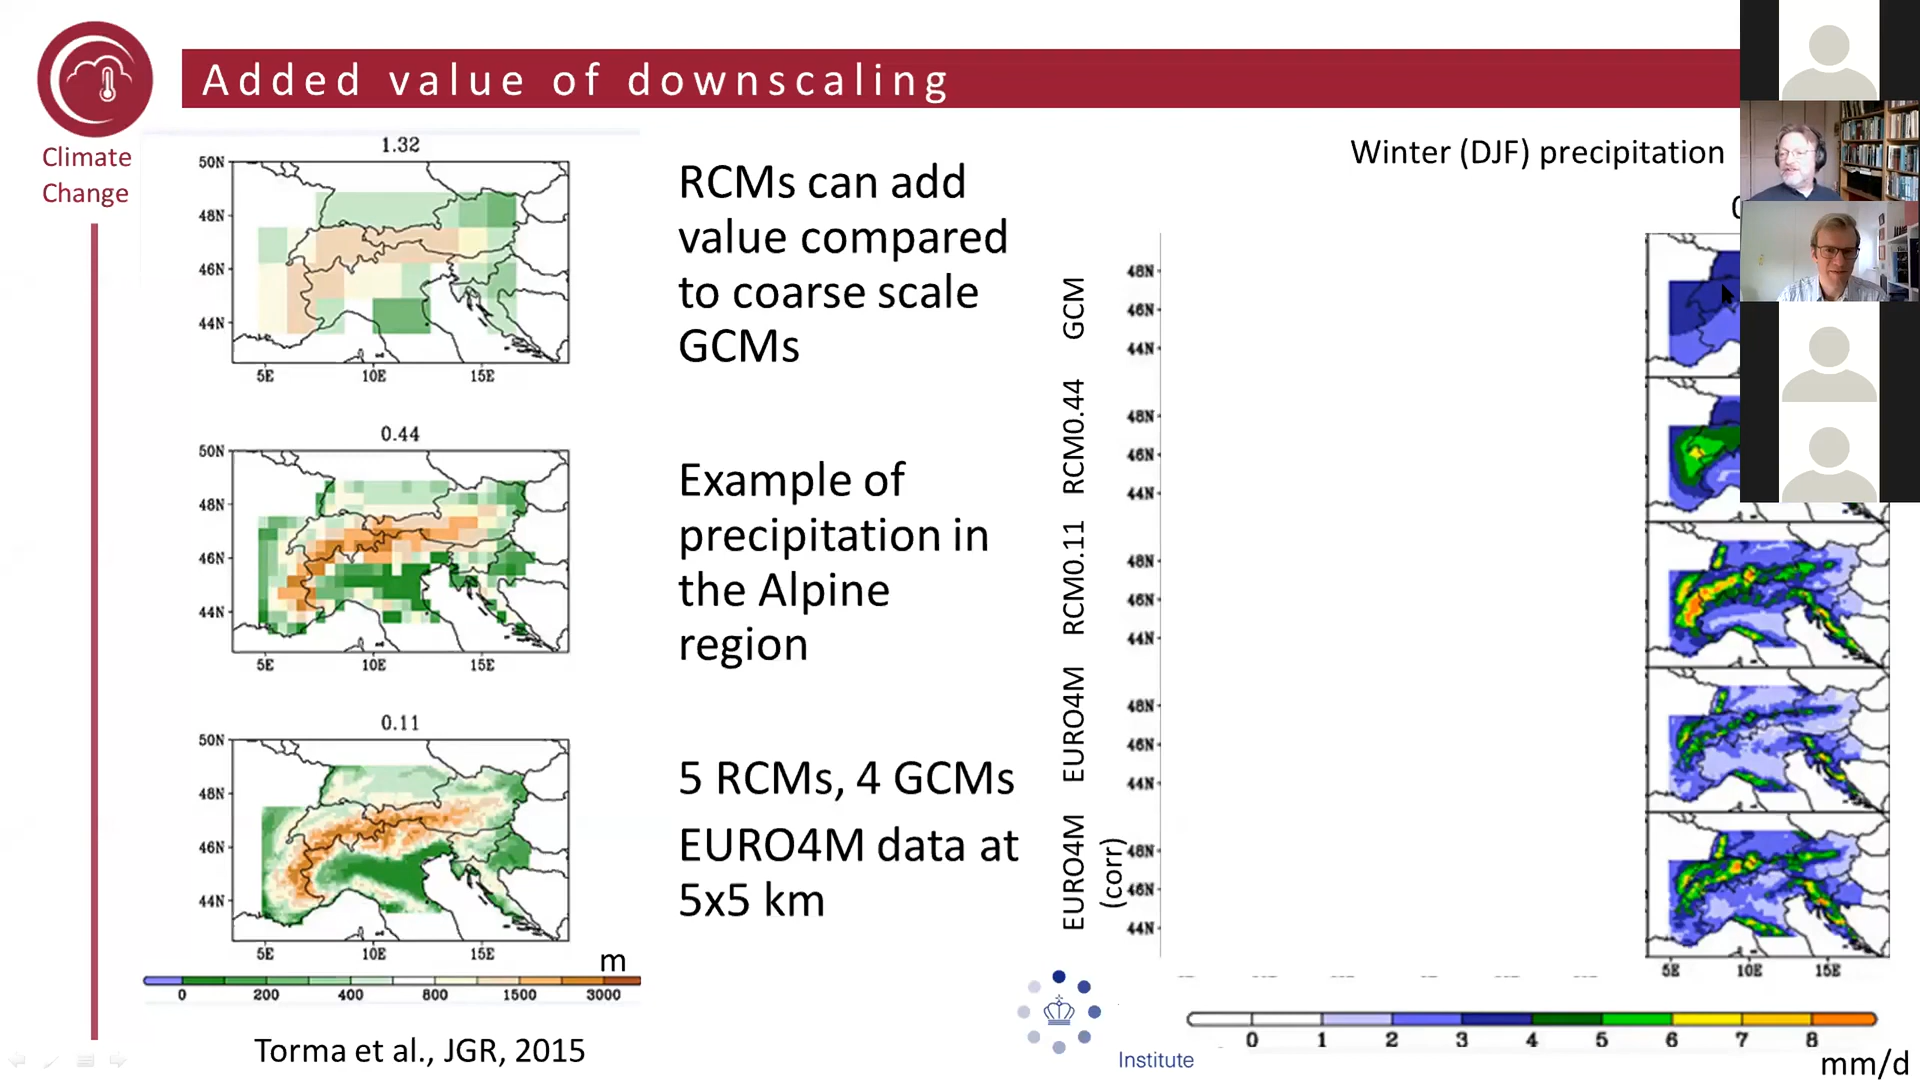 Added value of downscaling
Climate
Change
1.32
50N
48N
46N
44N
5E 10E 15E
0.44
50N
48N
46N
44N
5E 10E 15E
0.11
50N
48N
46N
44N
5E 10E 15E
m
0 200 400 800 1500 3000
Torma et al., JGR, 2015
RCMs can add
value compared
to coarse scale
GCMs
Example of
precipitation in
the Alpine
region
5 RCMs, 4 GCMs
EURO4M data at
5x5 km
Winter (DJF) precipitation
GCM
48N
46N
44N
RCM0.44
48N
46N
44N
RCM0.11
48N
46N
44N
EURO4M
48N
46N
44N
EURO4M
(corr)
48N
46N
44N
5E 10E 15E
0 1 2 3 4 5 6 7 8
mm/d
Institute